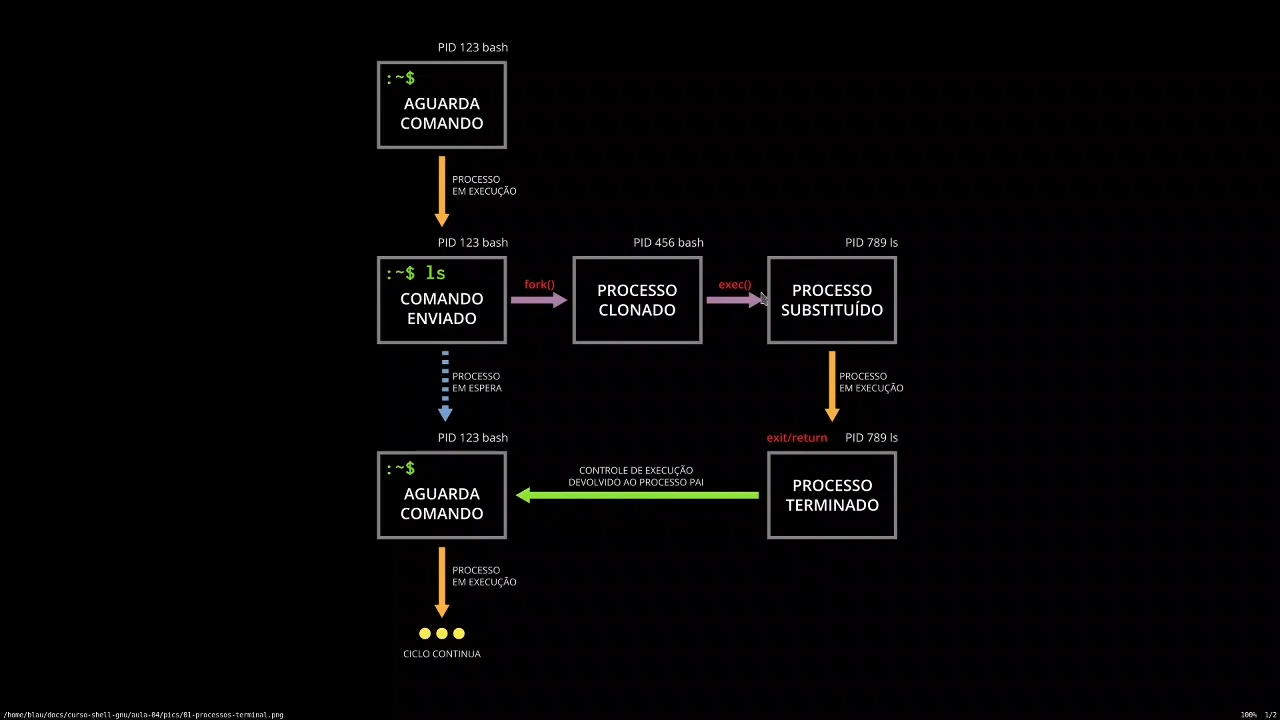 PID 123 bash
:~$
AGUARDA
COMANDO
PROCESSO
EM EXECUÇÃO
PID 123 bash
:~$ ls
COMANDO
ENVIADO
fork()
PID 456 bash
PROCESSO
CLONADO
exec()
PID 789 ls
PROCESSO
SUBSTITUÍDO
PROCESSO
EM ESPERA
PROCESSO
EM EXECUÇÃO
PID 123 bash
:~$
AGUARDA
COMANDO
CONTROLE DE EXECUÇÃO
DEVOLVIDO AO PROCESSO PAI
exit/return
PID 789 ls
PROCESSO
TERMINADO
PROCESSO
EM EXECUÇÃO
CICLO CONTINUA
/home/blau/docs/curso-shell-gnu/aula-04/pics/01-processos-terminal.png
100% 1/2